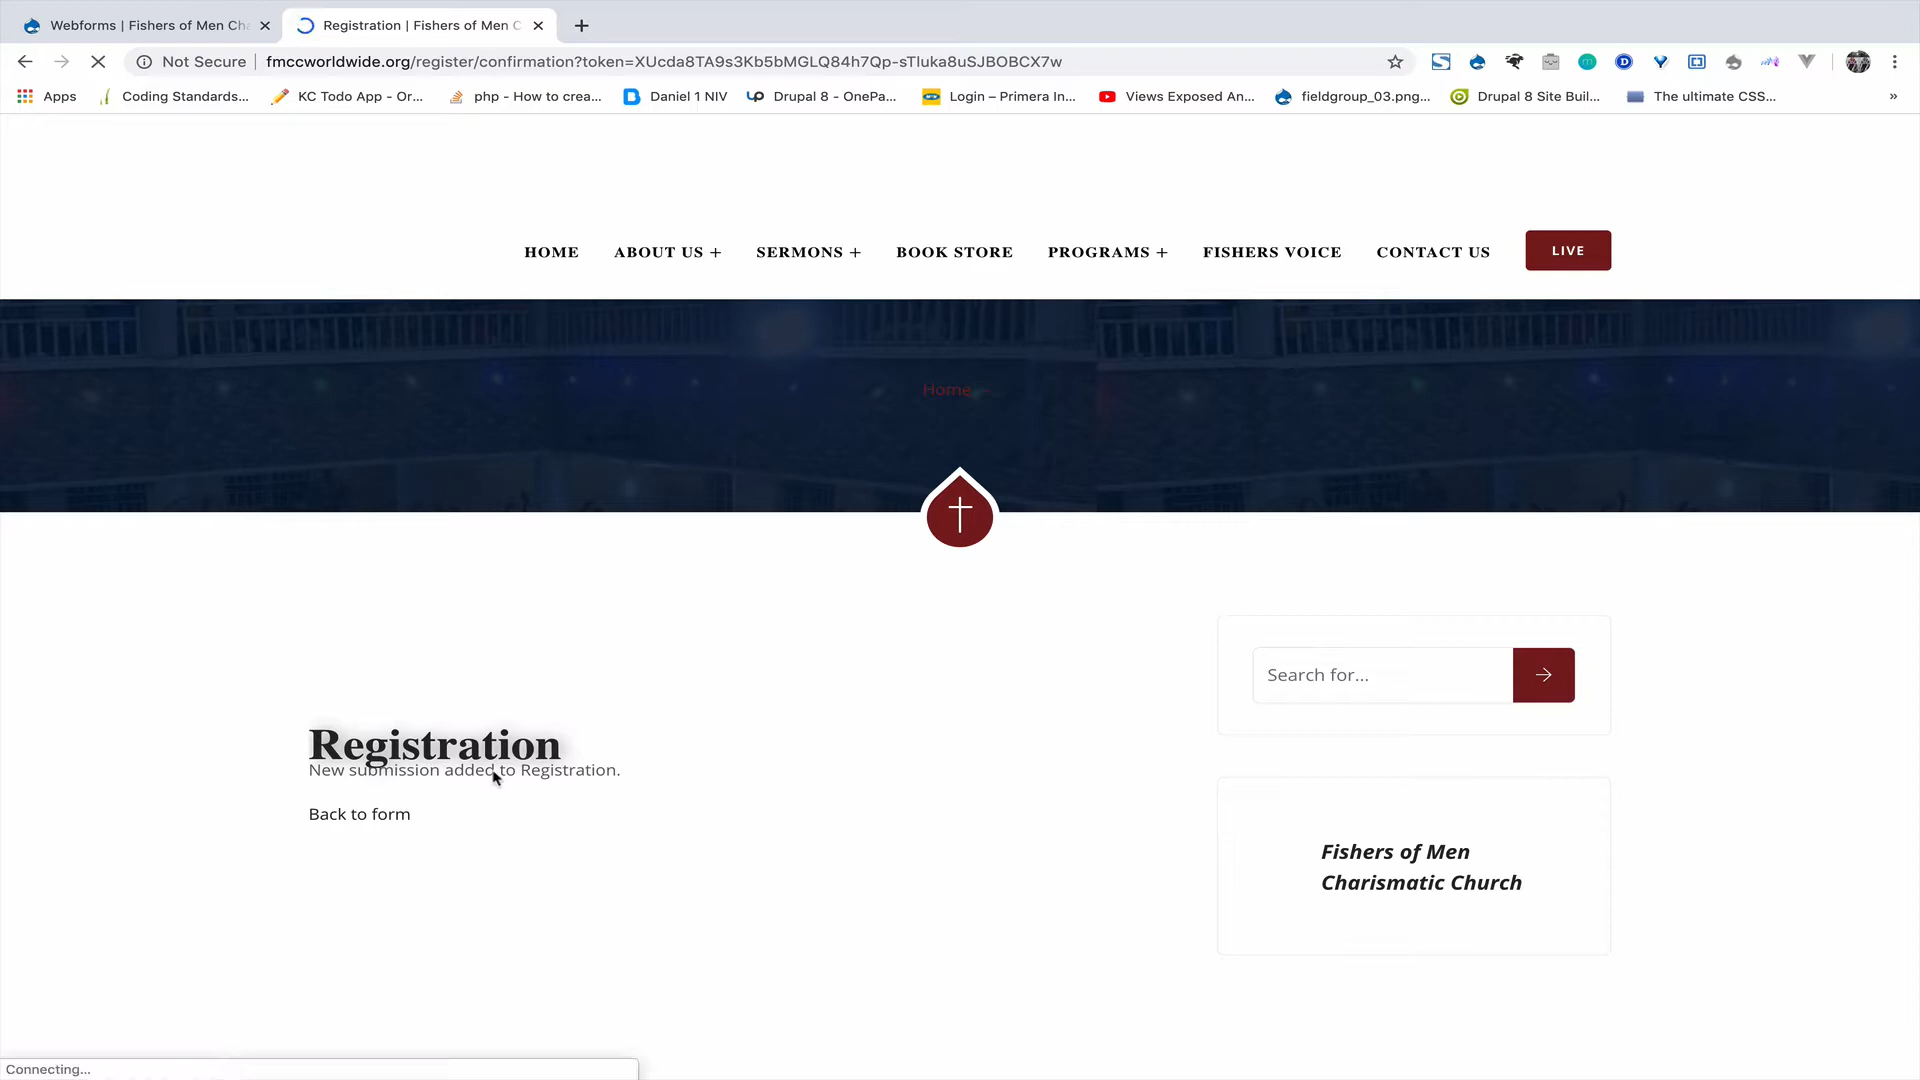 Webforms | Fishers of Men Cha
Registration | Fishers of Men C
Not Secure
fmccworldwide.org/register/confirmation?token=XUcda8TA9s3Kb5bMGLQ84h7Qp-sTluka8uSJBOBCX7w
Apps
Coding Standards...
KC Todo App - Or...
php - How to crea...
Daniel 1 NIV
Drupal 8 - OnePa...
Login – Primera In...
Views Exposed An...
fieldgroup_03.png...
Drupal 8 Site Buil...
The ultimate CSS...
»
HOME
ABOUT US +
SERMONS +
BOOK STORE
PROGRAMS +
FISHERS VOICE
CONTACT US
LIVE
Home
Search for...
Registration
New submission added to Registration.
Back to form
Fishers of Men
Charismatic Church
Connecting...